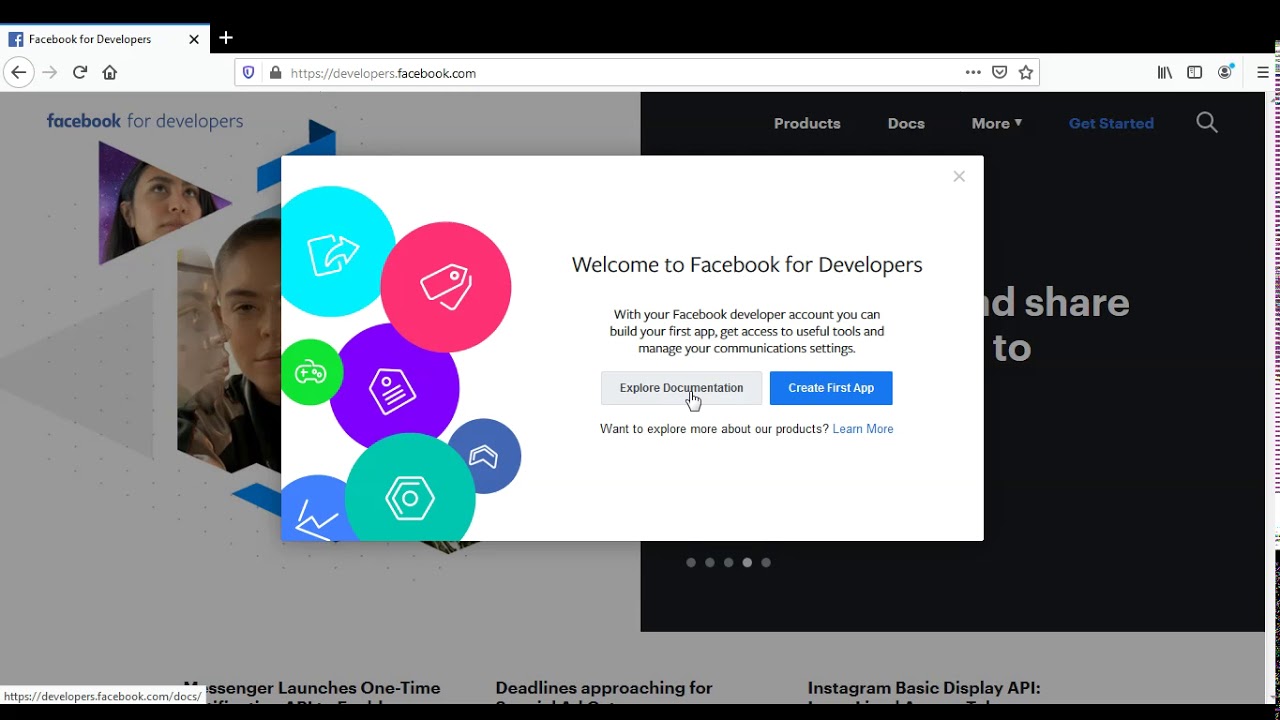 Facebook for Developers
https://developers.facebook.com
facebook for developers
Products Docs More Get Started
nd share
to
Welcome to Facebook for Developers
With your Facebook developer account you can
build your first app, get access to useful tools and
manage your communications settings.
Explore Documentation Create First App
Want to explore more about our products? Learn More
Messenger Launches One-Time
Deadlines approaching for
Instagram Basic Display API:
https://developers.facebook.com/docs/